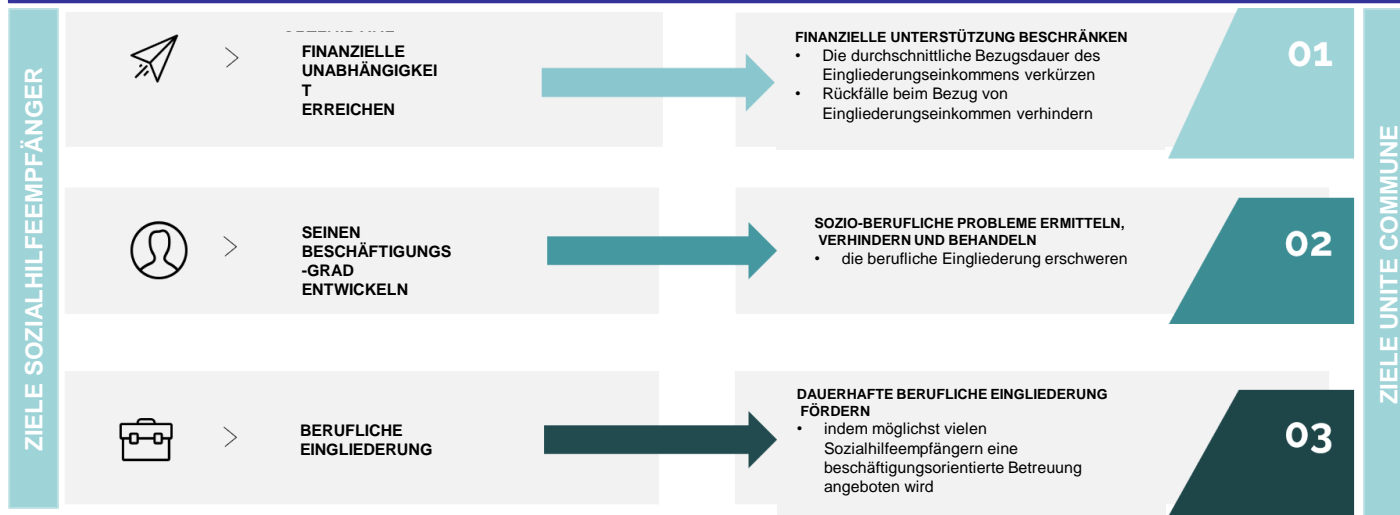 ZIELE SOZIALHILFEEMPFÄNGER
FINANZIELLE
UNABHÄNGIGKEI
T
ERREICHEN
FINANZIELLE UNTERSTÜTZUNG BESCHRÄNKEN
• Die durchschnittliche Bezugsdauer des
Eingliederungseinkommens verkürzen
• Rückfälle beim Bezug von
Eingliederungseinkommen verhindern
01
SEINEN
BESCHÄFTIGUNGS
-GRAD
ENTWICKELN
SOZIO-BERUFLICHE PROBLEME ERMITTELN,
VERHINDERN UND BEHANDELN
• die berufliche Eingliederung erschweren
02
BERUFLICHE
EINGLIEDERUNG
DAUERHAFTE BERUFLICHE EINGLIEDERUNG
FÖRDERN
• indem möglichst vielen
Sozialhilfeempfängern eine
beschäftigungsorientierte Betreuung
angeboten wird
03
ZIELE UNITE COMMUNE